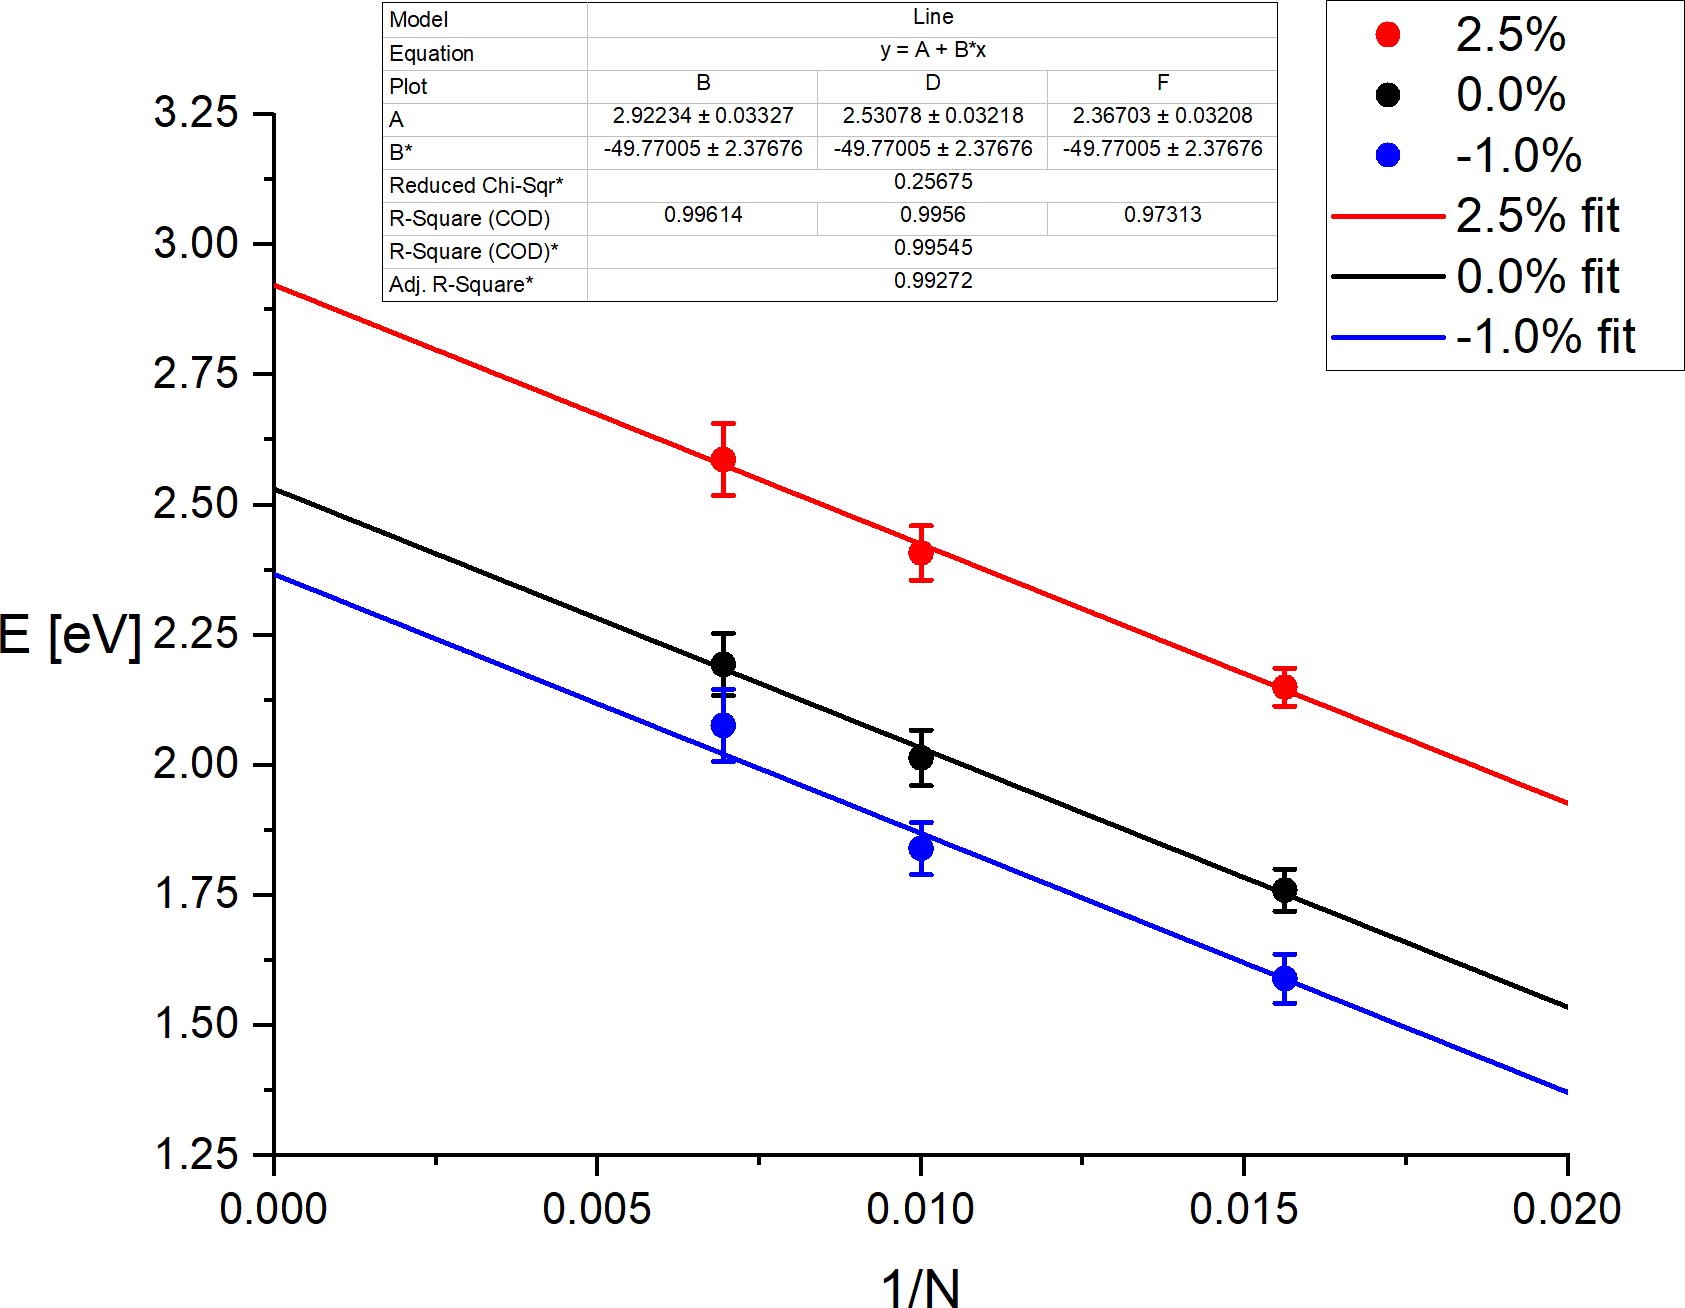 Model Line
Equation y = A + B*x
Plot B D F
A 2.92234 ± 0.03327 2.53078 ± 0.03218 2.36703 ± 0.03208
B* -49.77005 ± 2.37676 -49.77005 ± 2.37676 -49.77005 ± 2.37676
Reduced Chi-Sqr* 0.25675
R-Square (COD) 0.99614 0.9956 0.97313
R-Square (COD)* 0.99545
Adj. R-Square* 0.99272
2.5%
0.0%
-1.0%
2.5% fit
0.0% fit
-1.0% fit
3.25
3.00
2.75
2.50
E [eV] 2.25
2.00
1.75
1.50
1.25
0.000 0.005 0.010 0.015 0.020
1/N